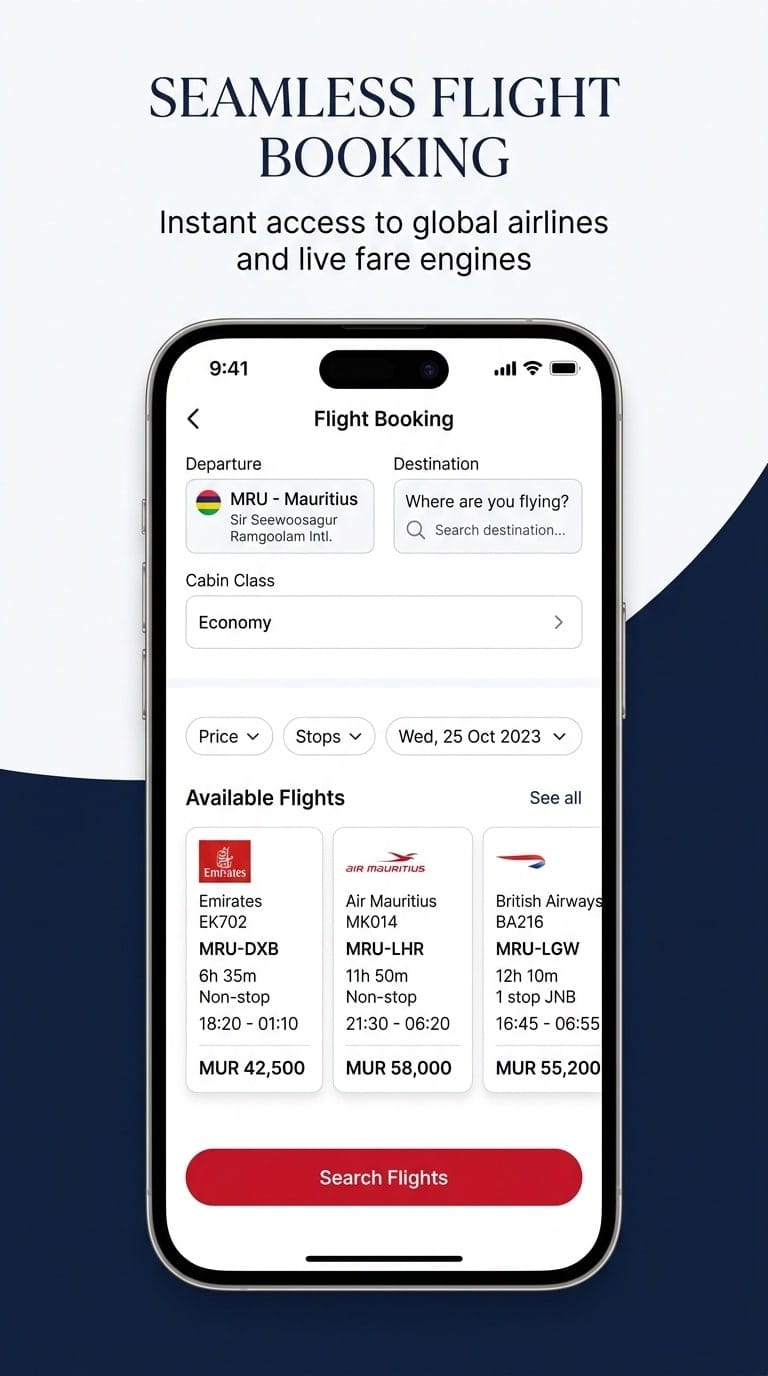 SEAMLESS FLIGHT
BOOKING
Instant access to global airlines
and live fare engines
9:41
Flight Booking
Departure
Destination
MRU - Mauritius
Sir Seewoosagur
Ramgoolam Intl.
Where are you flying?
Search destination...
Cabin Class
Economy
Price
Stops
Wed, 25 Oct 2023
Available Flights
See all
Emirates
Emirates
EK702
MRU-DXB
6h 35m
Non-stop
18:20 - 01:10
MUR 42,500
AIR MAURITIUS
Air Mauritius
MK014
MRU-LHR
11h 50m
Non-stop
21:30 - 06:20
MUR 58,000
British Airways
BA216
MRU-LGW
12h 10m
1 stop JNB
16:45 - 06:55
MUR 55,200
Search Flights